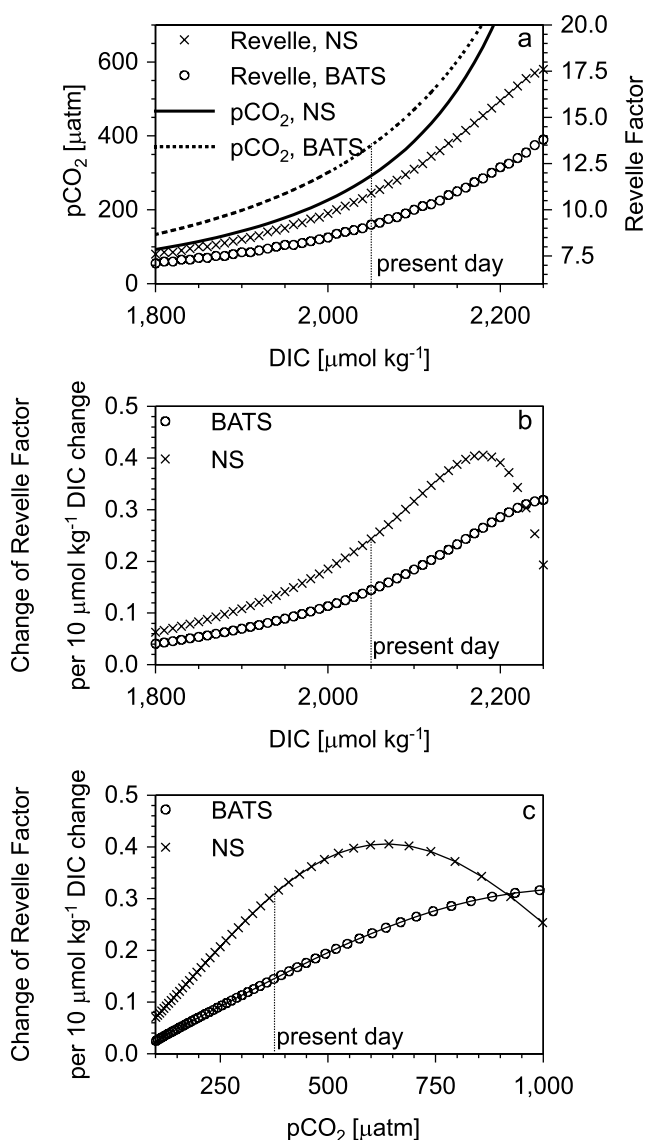 a
× Revelle, NS
○ Revelle, BATS
pCO₂, NS
pCO₂, BATS
pCO₂ [μatm]
600
400
200
0
Revelle Factor
20.0
17.5
15.0
12.5
10.0
7.5
present day
1,800
2,000
2,200
DIC [μmol kg⁻¹]
b
BATS
NS
Change of Revelle Factor
per 10 μmol kg⁻¹ DIC change
0.5
0.4
0.3
0.2
0.1
0.0
present day
1,800
2,000
2,200
DIC [μmol kg⁻¹]
c
BATS
NS
Change of Revelle Factor
per 10 μmol kg⁻¹ DIC change
0.5
0.4
0.3
0.2
0.1
0.0
present day
250
500
750
1,000
pCO₂ [μatm]